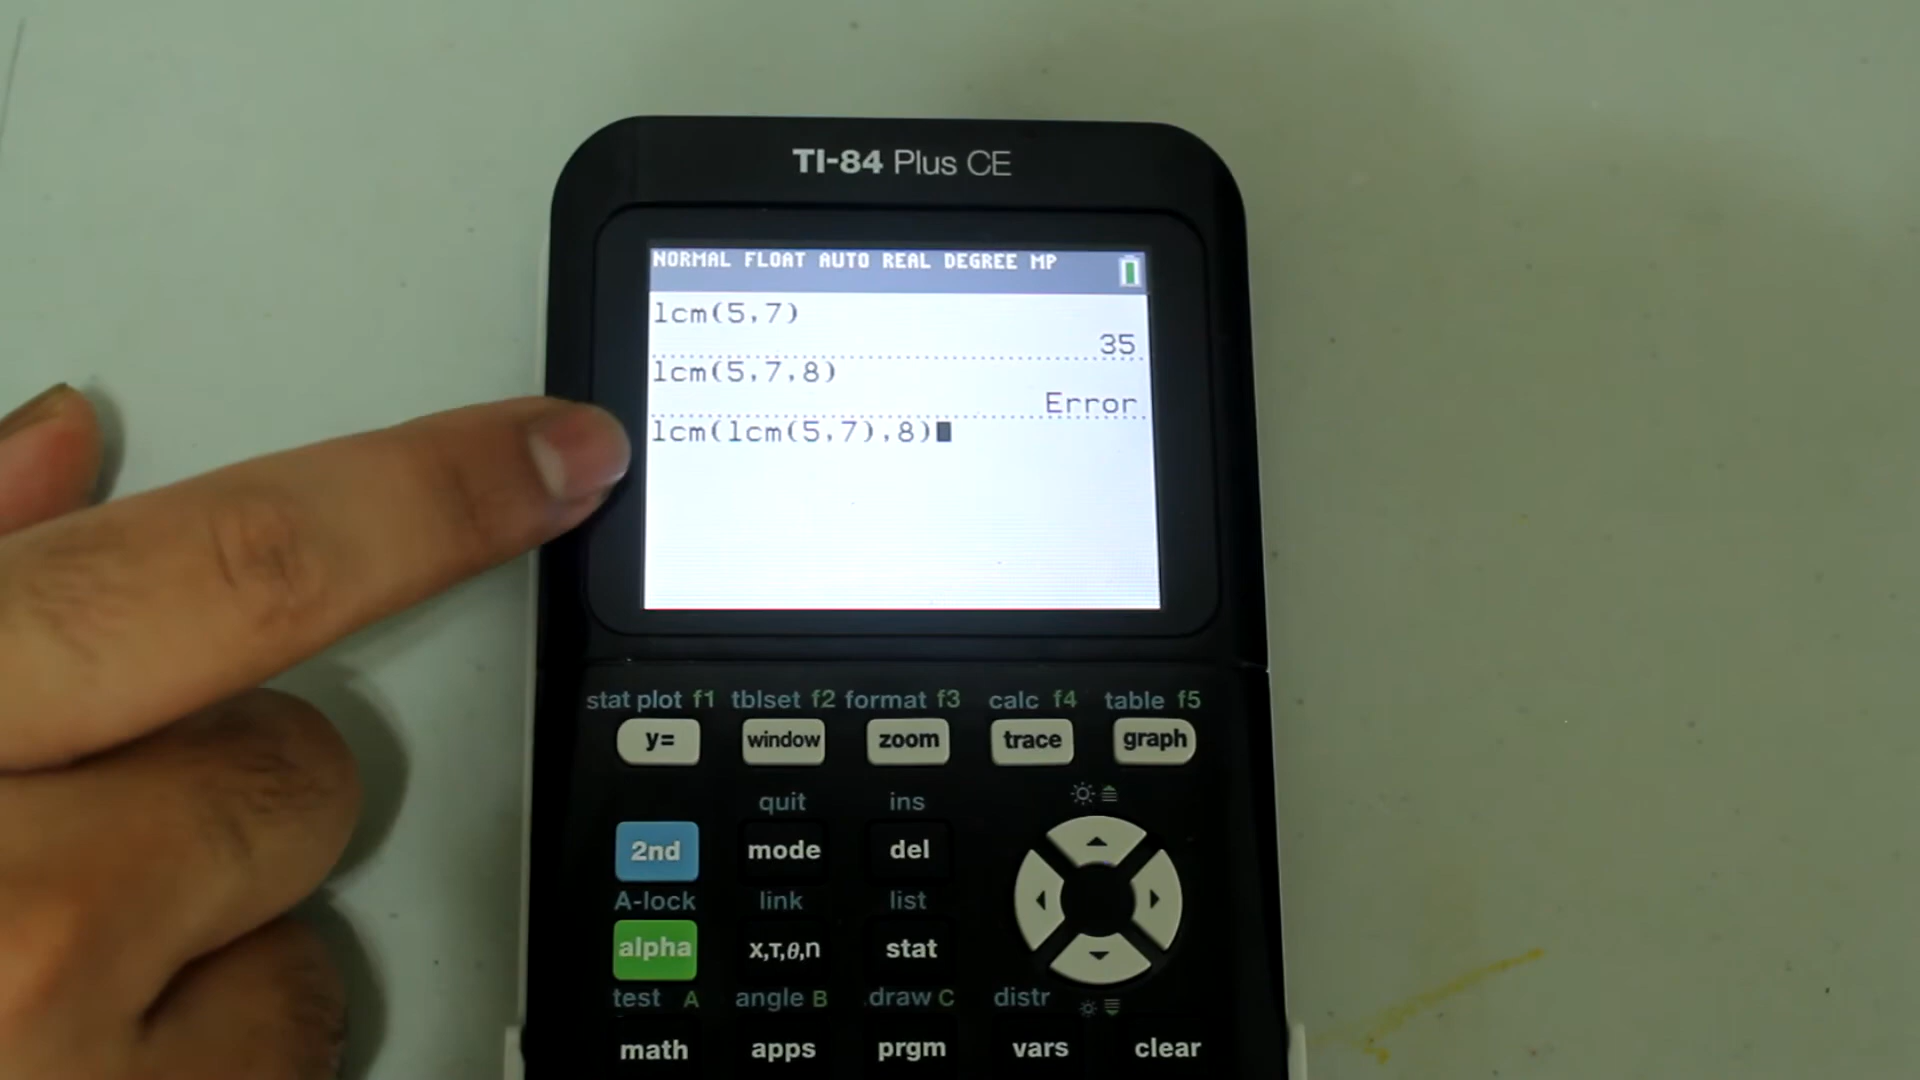 TI-84 Plus CE
NORMAL FLOAT AUTO REAL DEGREE MP
lcm(5,7)
35
lcm(5,7,8)
Error
lcm(lcm(5,7),8)
stat plot f1 tblset f2 format f3 calc f4 table f5
y= window zoom trace graph
quit ins
2nd mode del
A-lock link list
alpha X,T,θ,n stat
test A angle B draw C distr
math apps prgm vars clear